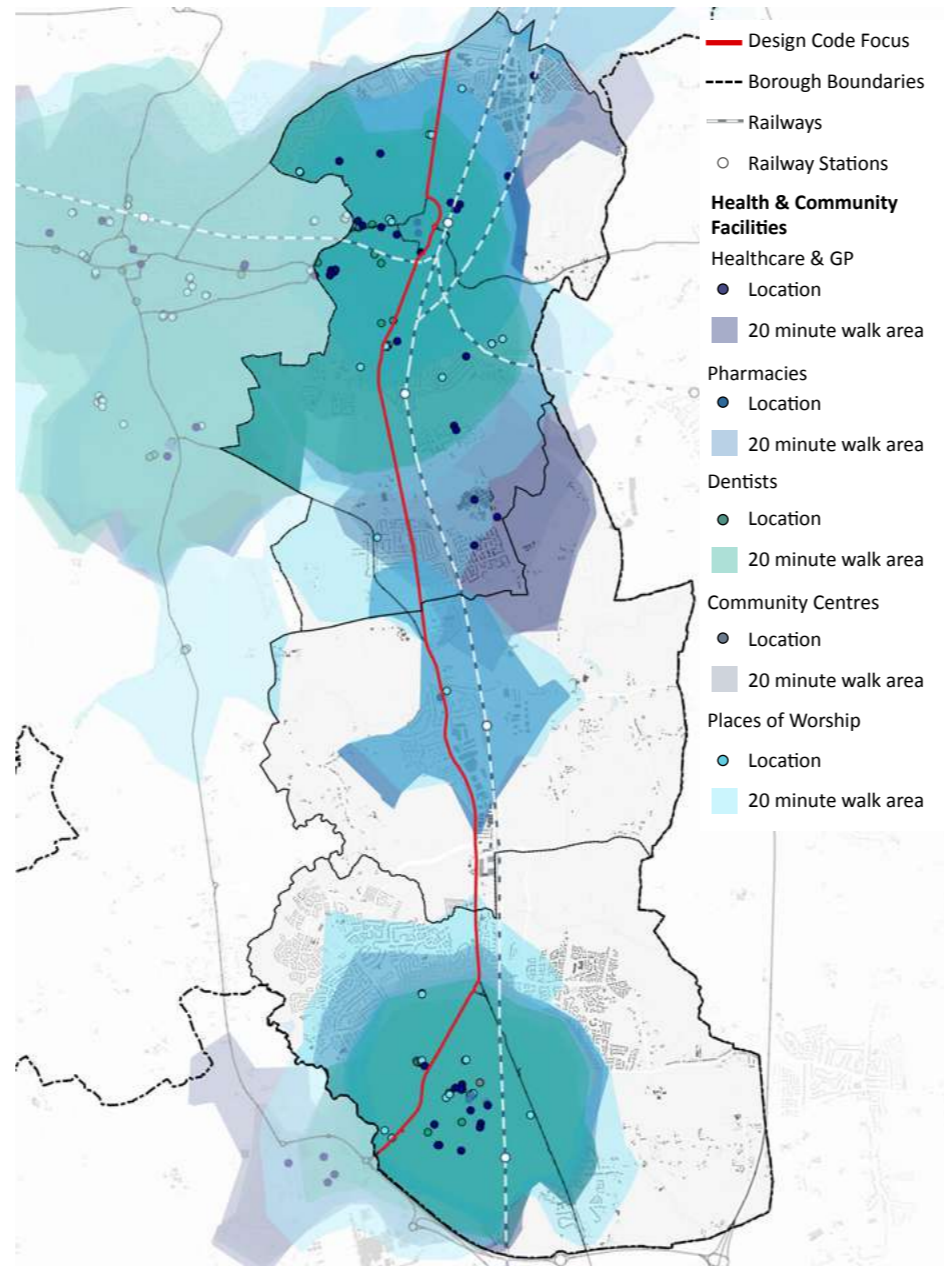 Design Code Focus
Borough Boundaries
Railways
Railway Stations
Health & Community
Facilities
Healthcare & GP
Location
20 minute walk area
Pharmacies
Location
20 minute walk area
Dentists
Location
20 minute walk area
Community Centres
Location
20 minute walk area
Places of Worship
Location
20 minute walk area